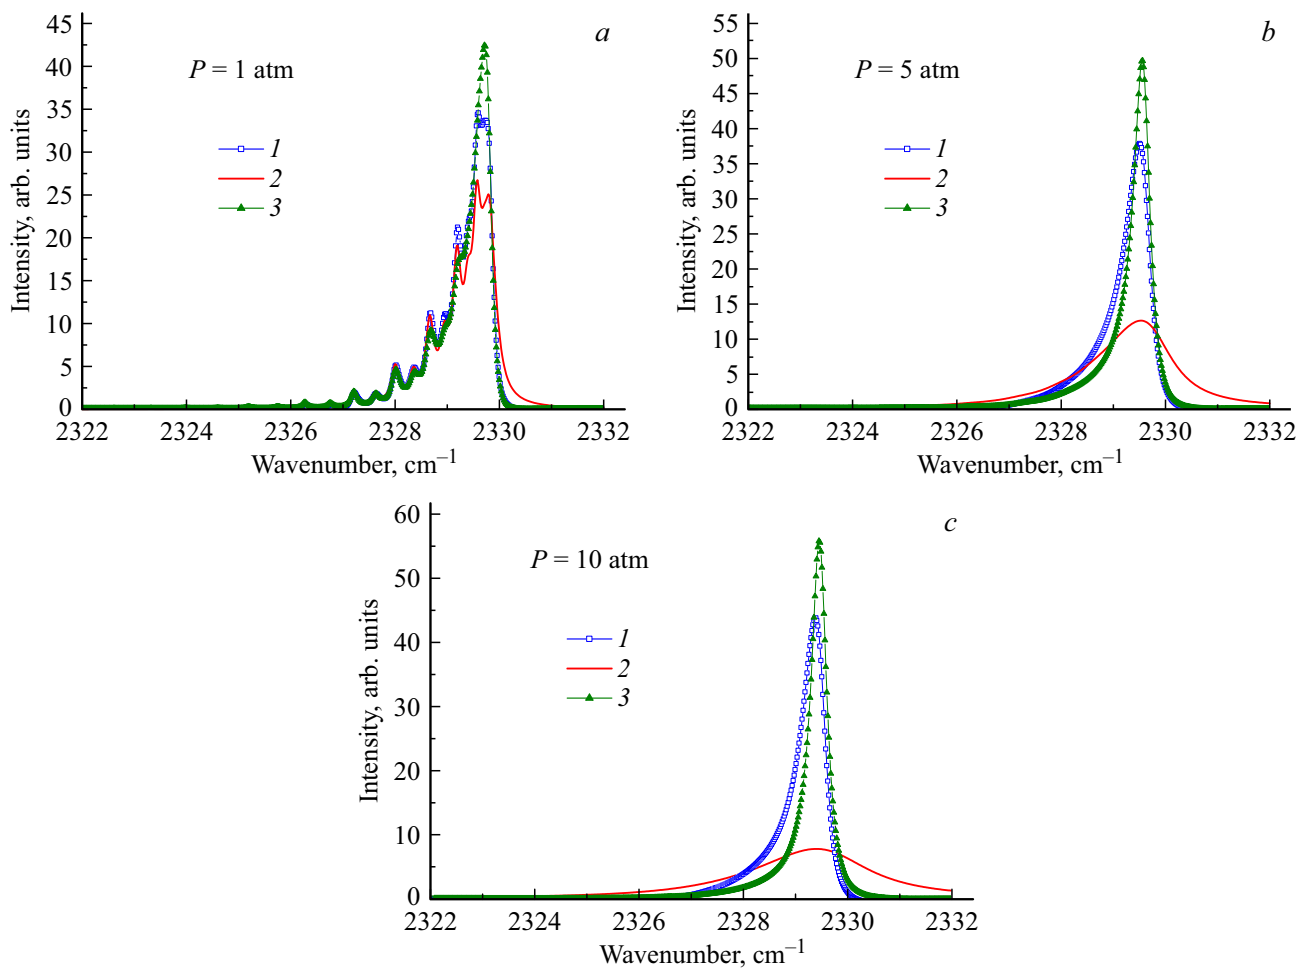 a
P = 1 atm
1
2
3
Intensity, arb. units
45
40
35
30
25
20
15
10
5
0
2322 2324 2326 2328 2330 2332
Wavenumber, cm–1
b
P = 5 atm
1
2
3
Intensity, arb. units
55
50
45
40
35
30
25
20
15
10
5
0
2322 2324 2326 2328 2330 2332
Wavenumber, cm–1
c
P = 10 atm
1
2
3
Intensity, arb. units
60
50
40
30
20
10
0
2322 2324 2326 2328 2330 2332
Wavenumber, cm–1